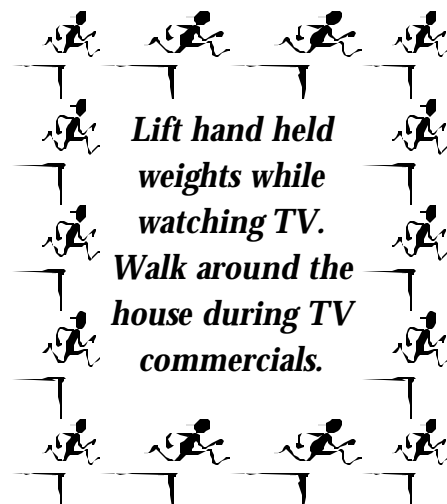 Lift hand held
weights while
watching TV.
Walk around the
house during TV
commercials.